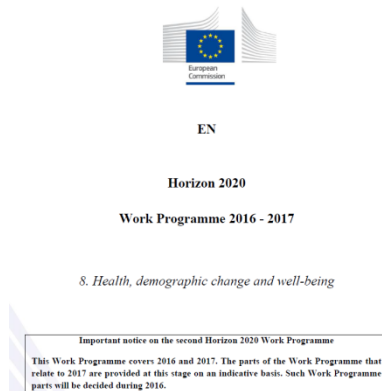 European
Commission
EN
Horizon 2020
Work Programme 2016 - 2017
8. Health, demographic change and well-being
Important notice on the second Horizon 2020 Work Programme
This Work Programme covers 2016 and 2017. The parts of the Work Programme that
relate to 2017 are provided at this stage on an indicative basis. Such Work Programme
parts will be decided during 2016.